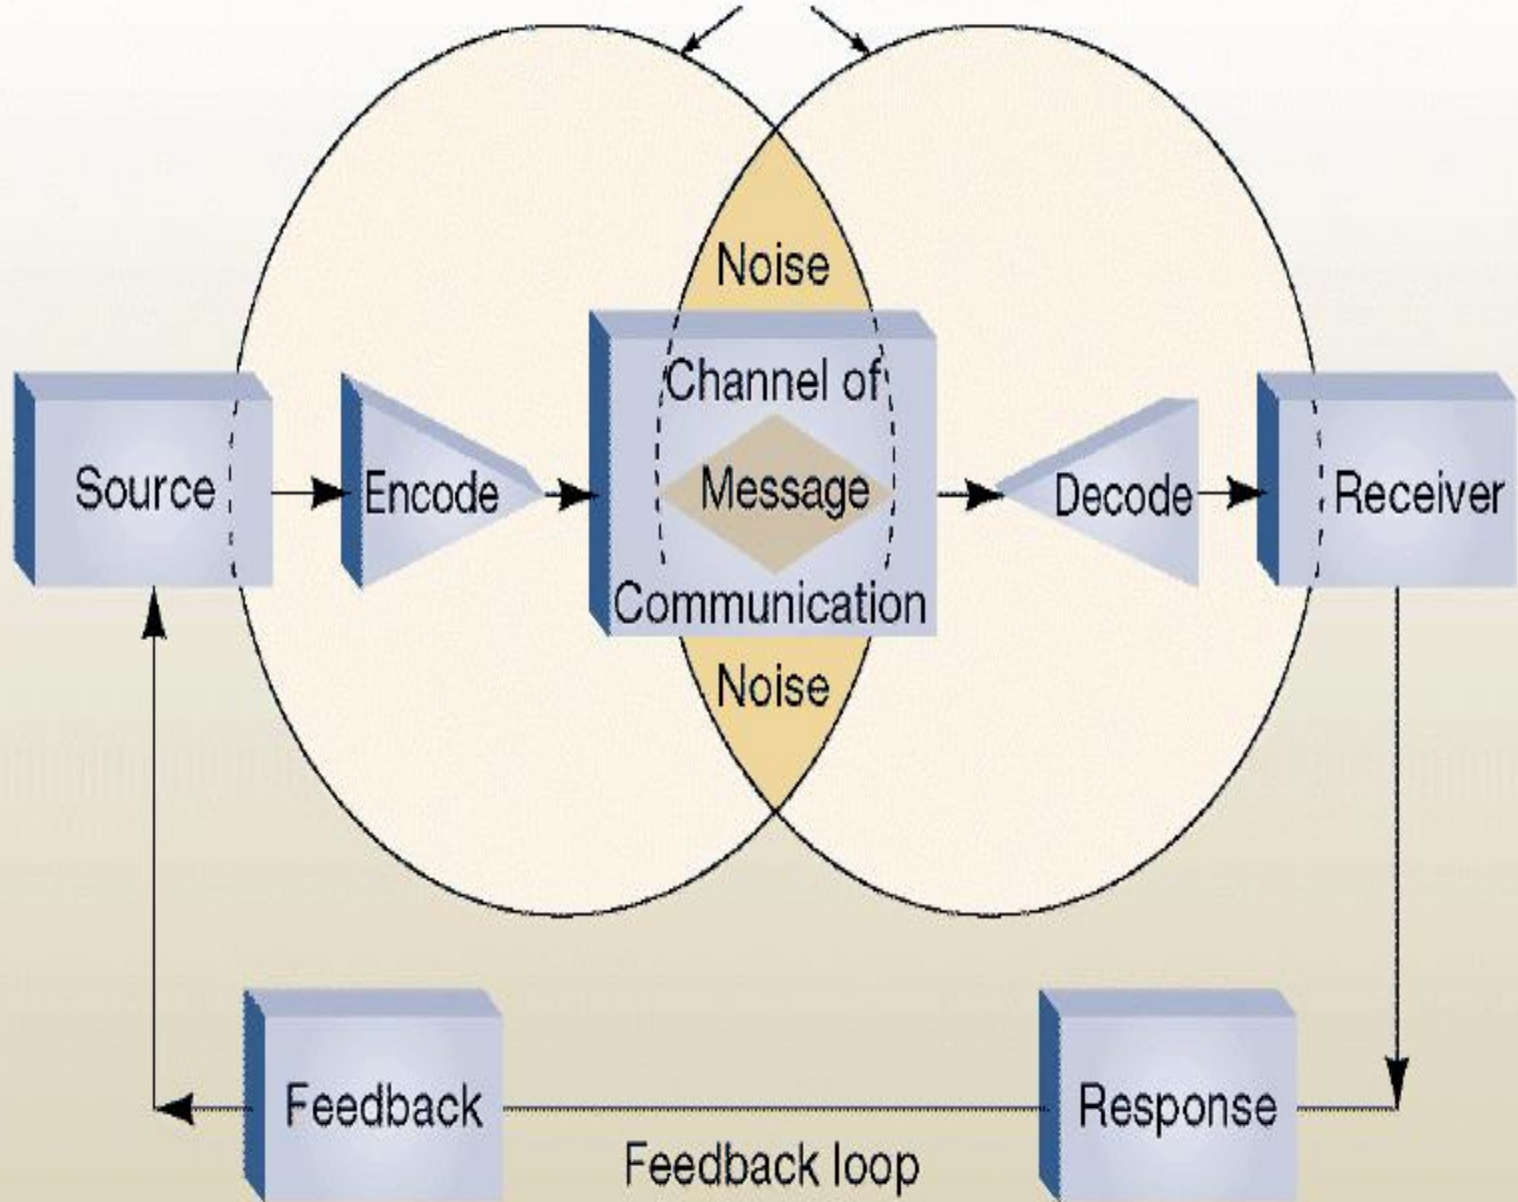 Noise
Channel of
Source
Encode
Message
Decode
Receiver
Communication
Noise
Feedback
Response
Feedback loop